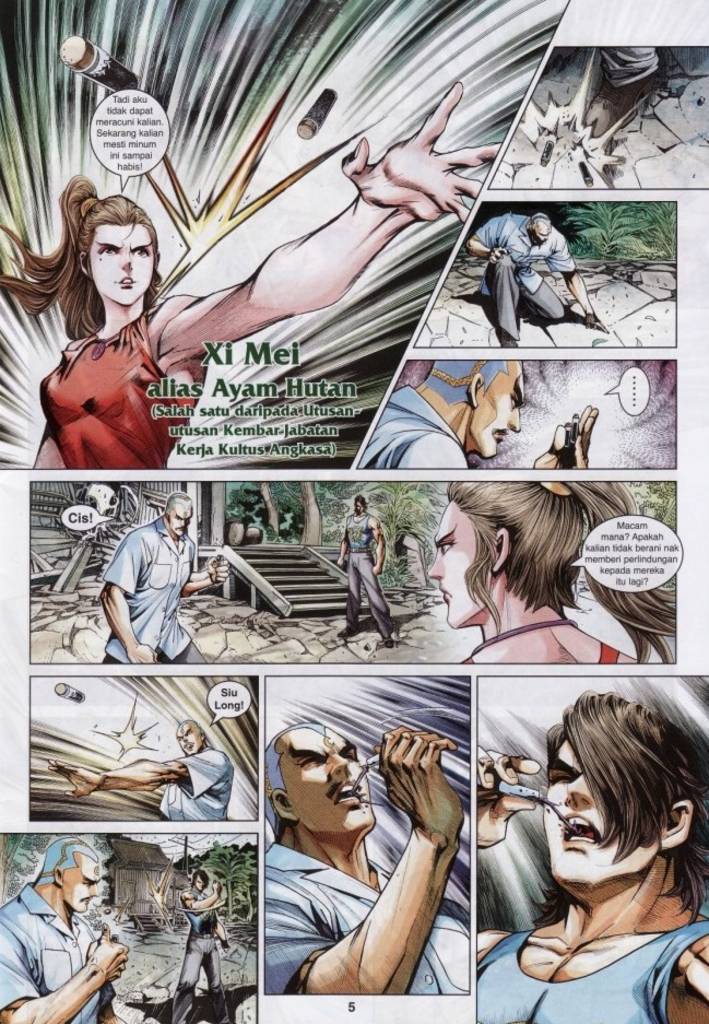 Tadi aku
tidak dapat
meracuni kalian.
Sekarang kalian
mesti minum
ini sampai
habis!
Xi Mei
alias Ayam Hutan
(Salah satu daripada Utusan-
utusan Kembar Jabatan
Kerja Kultus Angkasa)
......
Cis!
Macam
mana? Apakah
kalian tidak berani nak
memberi perlindungan
kepada mereka
itu lagi?
Siu
Long!
5